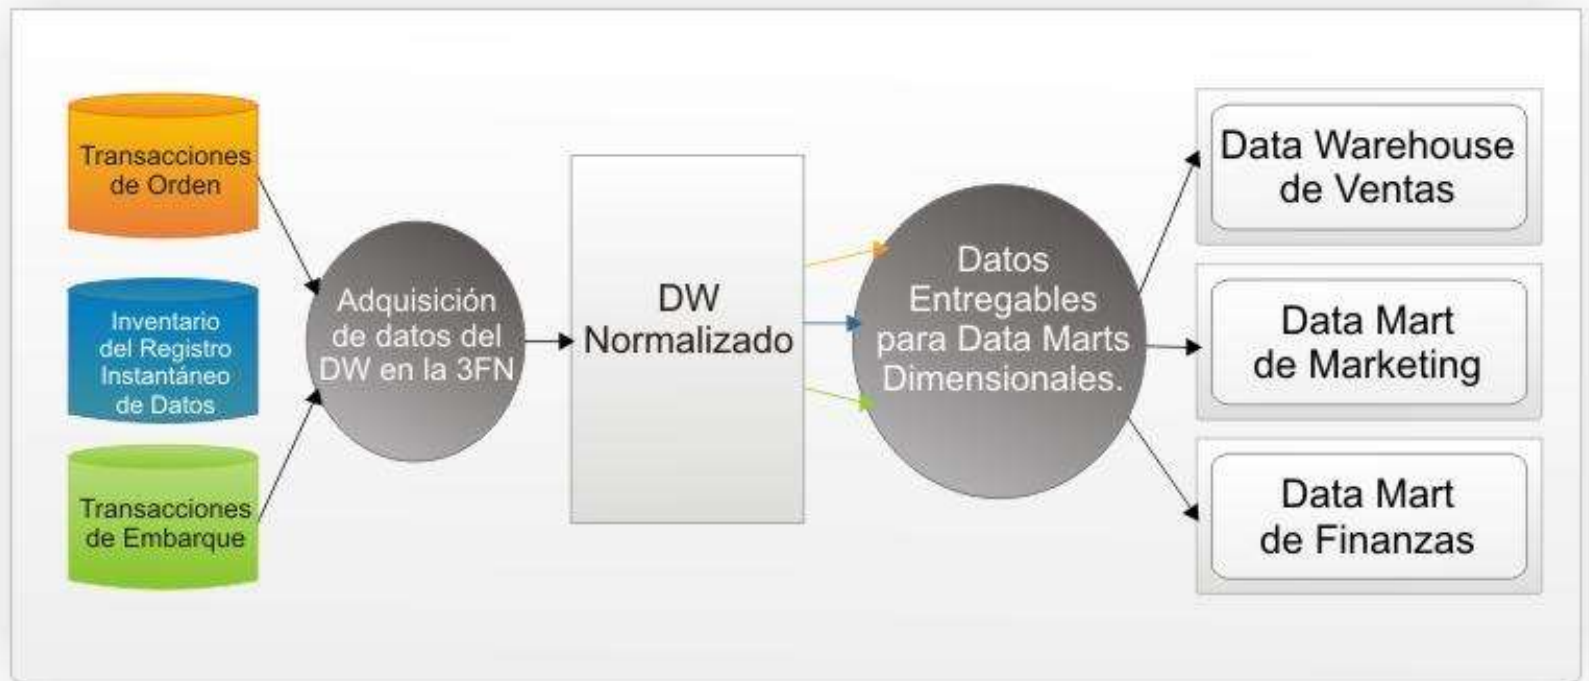 Transacciones
de Orden
Inventario
del Registro
Instantáneo
de Datos
Transacciones
de Embarque
Adquisición
de datos del
DW en la 3FN
DW
Normalizado
Datos
Entregables
para Data Marts
Dimensionales.
Data Warehouse
de Ventas
Data Mart
de Marketing
Data Mart
de Finanzas